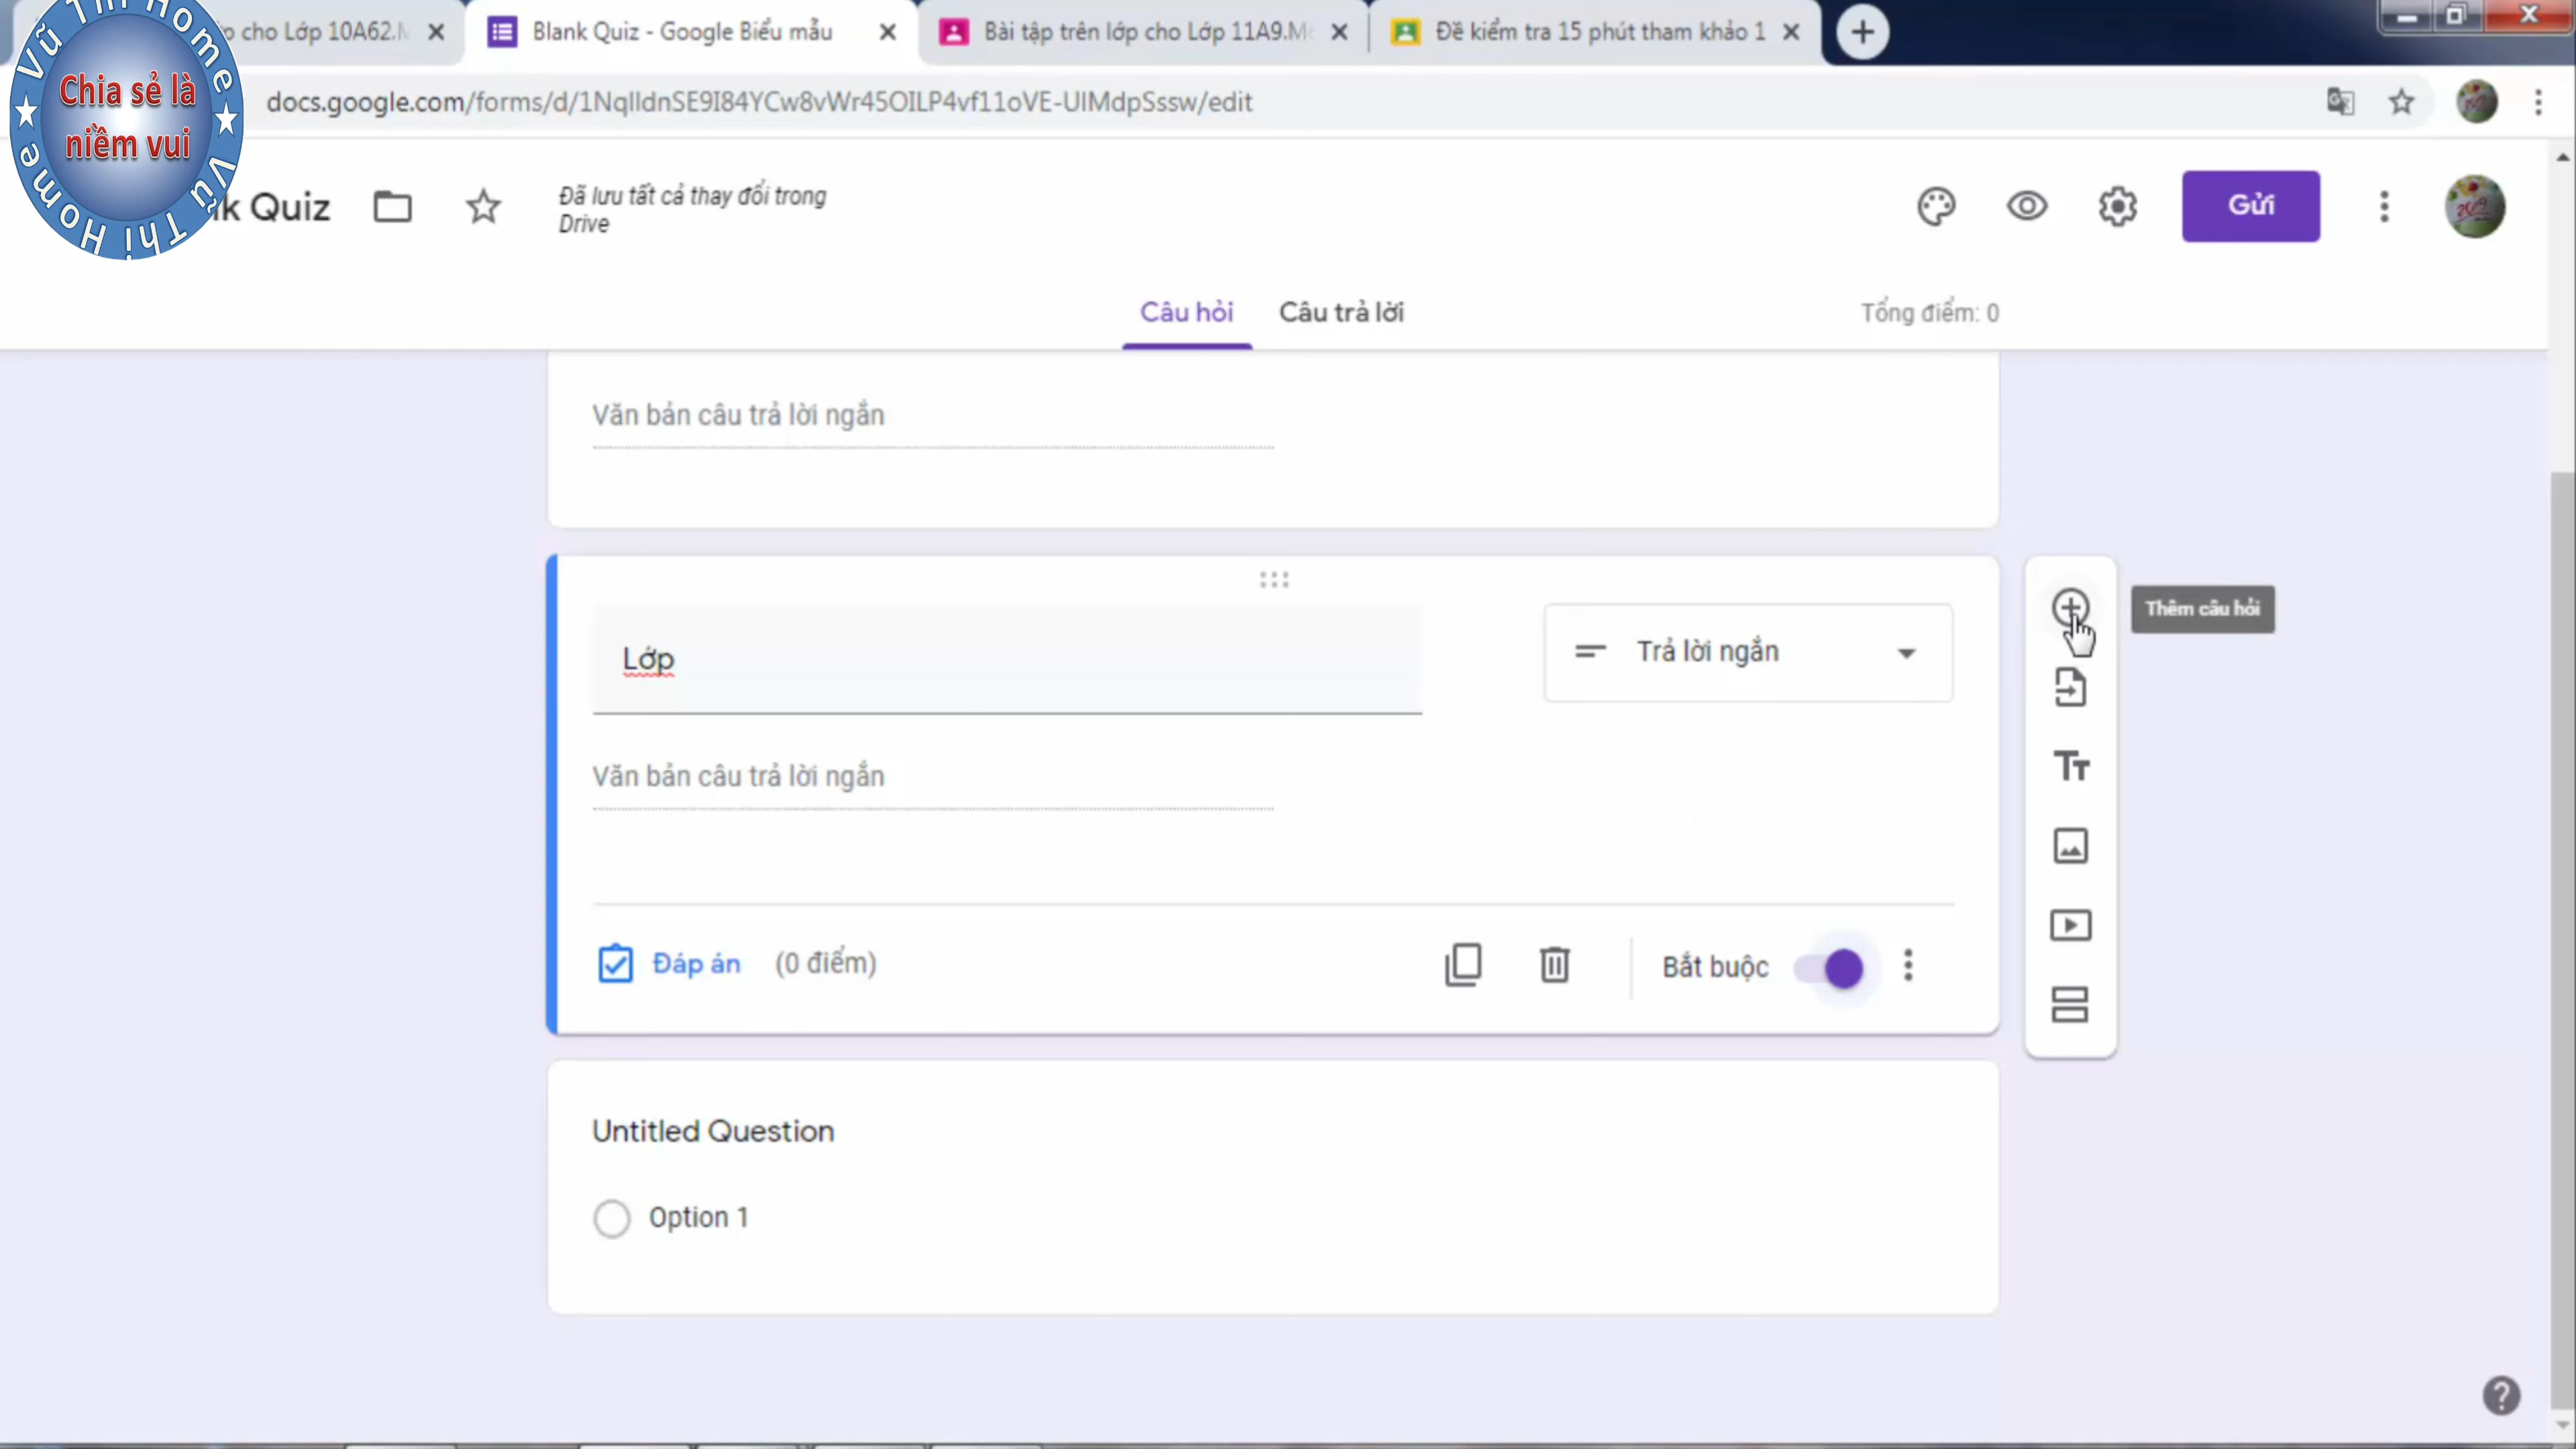 cho Lớp 10A62.
Blank Quiz - Google Biểu mẫu
Bài tập trên lớp cho Lớp 11A9.
Đề kiểm tra 15 phút tham khảo 1
Vũ Thi Home
Vũ Thi Home
Chia sẻ là
niềm vui
docs.google.com/forms/d/1NqIldnSE9I84YCw8vWr45OILP4vf11oVE-UIMdpSssw/edit
Quiz
Đã lưu tất cả thay đổi trong
Drive
Gửi
Câu hỏi
Câu trả lời
Tổng điểm: 0
Văn bản câu trả lời ngắn
Lớp
Trả lời ngắn
Thêm câu hỏi
Văn bản câu trả lời ngắn
Đáp án
(0 điểm)
Bắt buộc
Untitled Question
Option 1